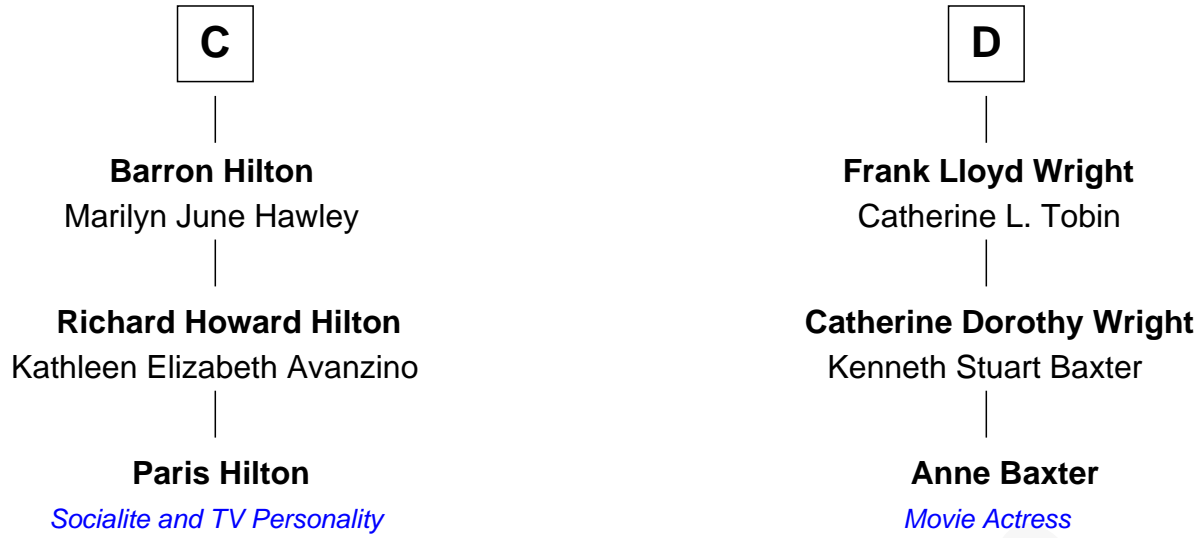 C
Barron Hilton
Marilyn June Hawley
Richard Howard Hilton
Kathleen Elizabeth Avanzino
Paris Hilton
Socialite and TV Personality
D
Frank Lloyd Wright
Catherine L. Tobin
Catherine Dorothy Wright
Kenneth Stuart Baxter
Anne Baxter
Movie Actress